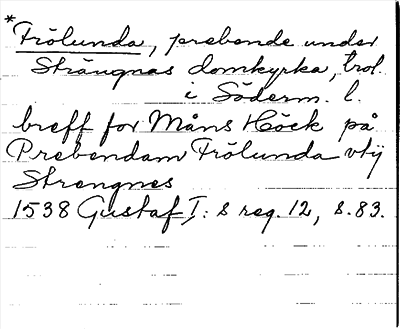 * Frölunda, prebende under
Strängnäs domkyrka, trol.
i Söderm. l.
breff for Måns Höck på
Prebendam Frölunda vtÿ
Strengnes
1538 Gustaf I: s reg. 12, s. 83.